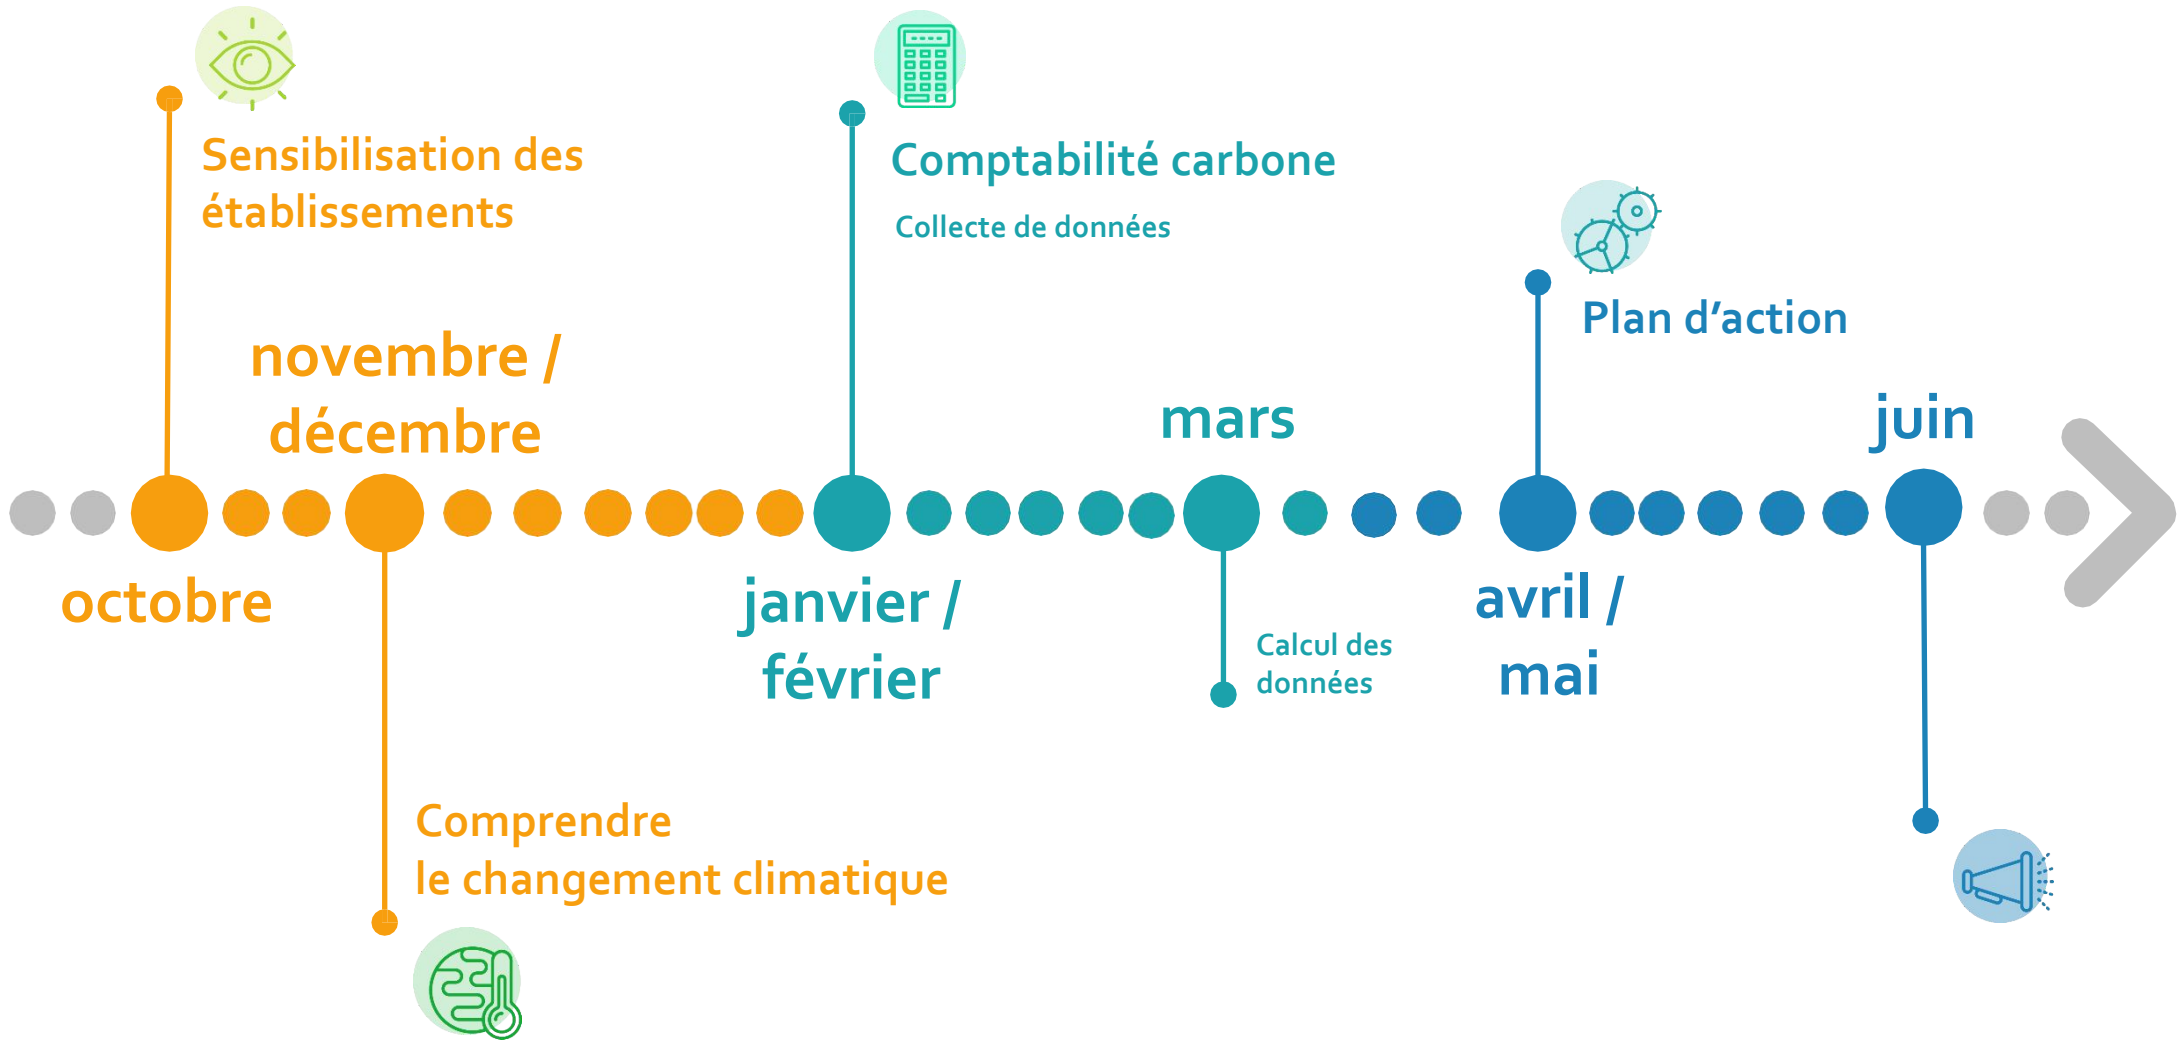 Sensibilisation des
établissements
Comptabilité carbone
Collecte de données
Plan d’action
novembre /
décembre
mars
juin
octobre
janvier /
février
avril /
mai
Calcul des
données
Comprendre
le changement climatique